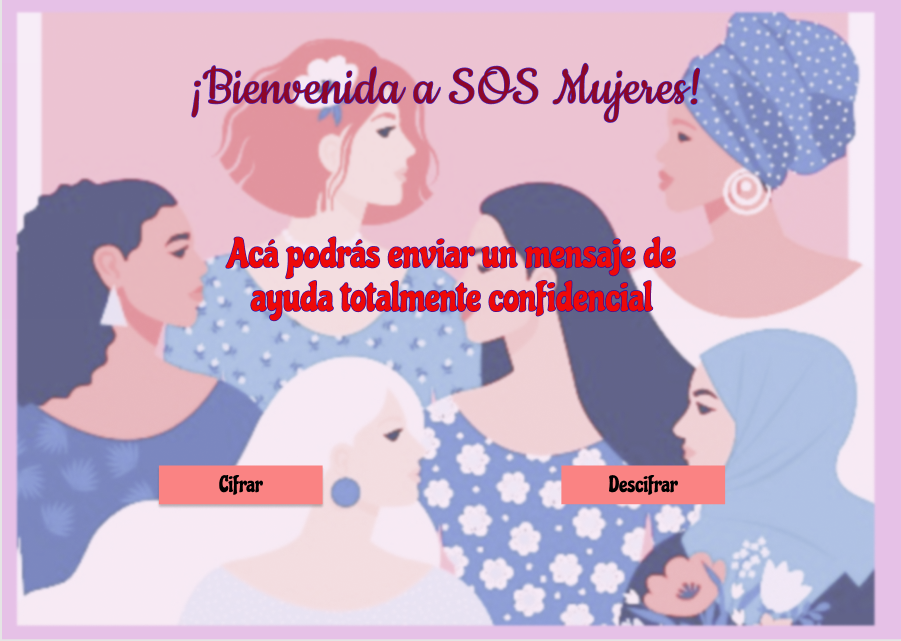 ¡Bienvenida a SOS Mujeres!
Acá podrás enviar un mensaje de
ayuda totalmente confidencial
Cifrar
Descifrar